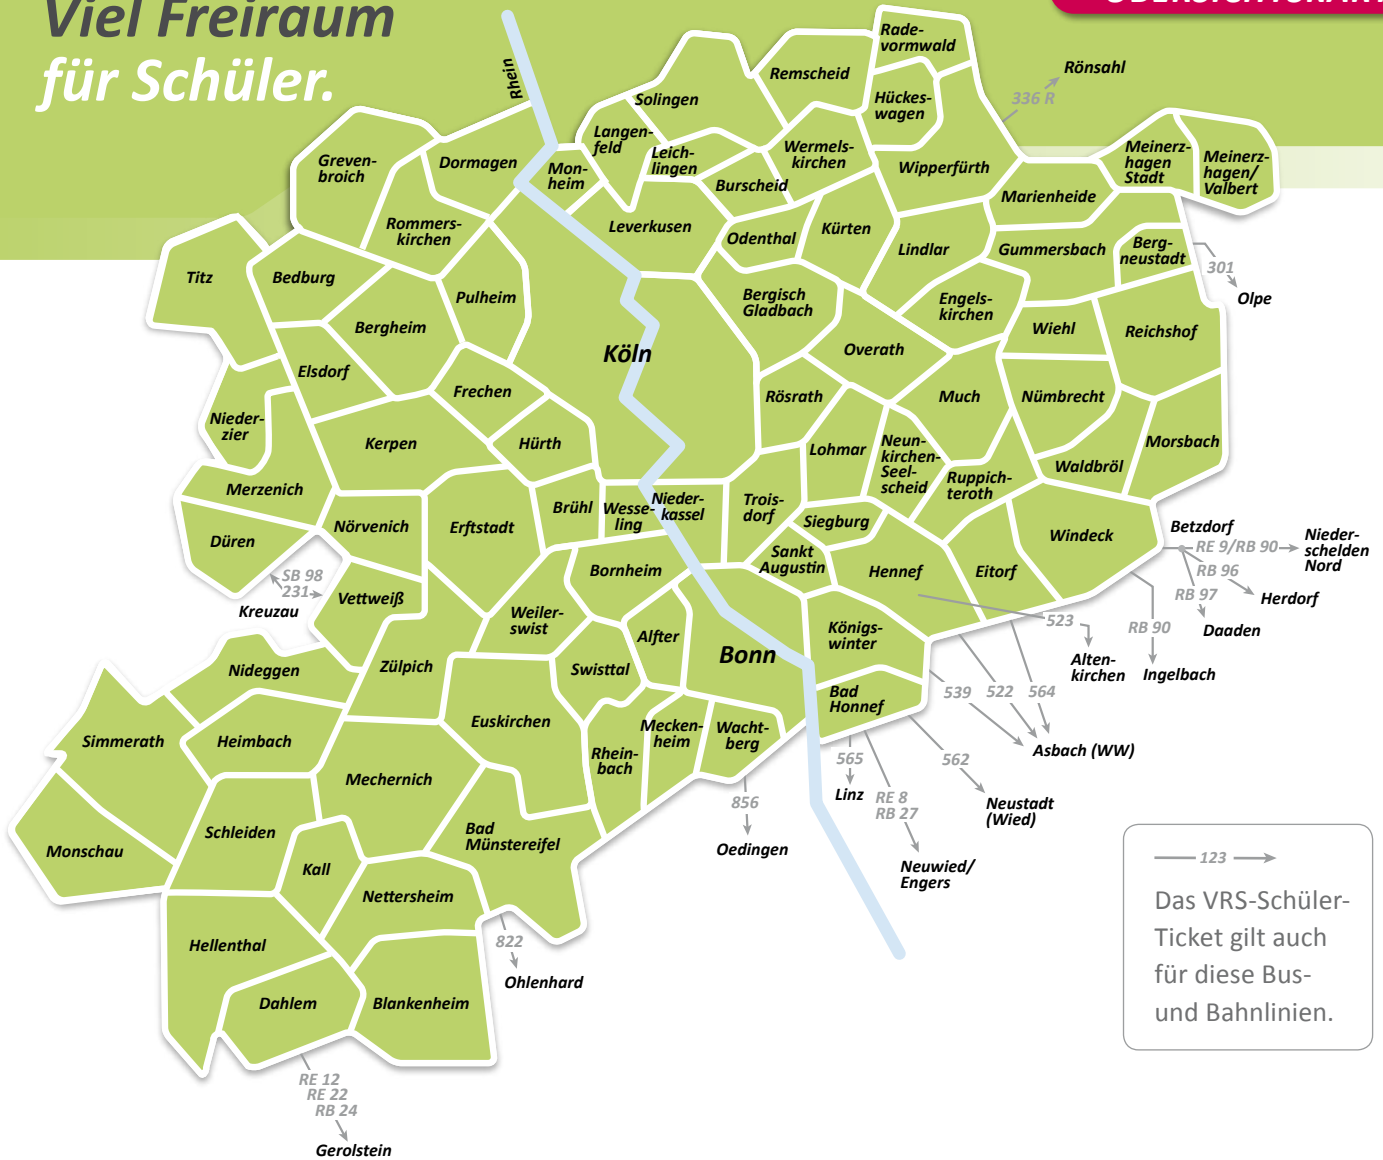 Viel Freiraum
für Schüler.
Rhein
Rade-
vormwald
Remscheid
Rönsahl
336 R
Solingen
Hückes-
wagen
Langen-
feld
Leich-
lingen
Wermels-
kirchen
Wipperfürth
Meinerz-
hagen
Stadt
Meinerz-
hagen/
Valbert
Greven-
broich
Dormagen
Mon-
heim
Burscheid
Marienheide
Rommers-
kirchen
Leverkusen
Odenthal
Kürten
Lindlar
Gummersbach
Berg-
neustadt
301
Olpe
Titz
Bedburg
Pulheim
Bergheim
Bergisch
Gladbach
Engels-
kirchen
Wiehl
Reichshof
Köln
Overath
Elsdorf
Frechen
Rösrath
Much
Nümbrecht
Nieder-
zier
Kerpen
Hürth
Lohmar
Neun-
kirchen-
Seel-
scheid
Morsbach
Merzenich
Ruppich-
teroth
Waldbröl
Düren
Nörvenich
Erftstadt
Brühl
Wesse-
ling
Nieder-
kassel
Trois-
dorf
Siegburg
Windeck
Betzdorf
RE 9/RB 90
Nieder-
schelden
Nord
Sankt
Augustin
Hennef
Eitorf
RB 96
Herdorf
RB 97
Daaden
RB 90
Ingelbach
SB 98
231
Kreuzau
Vettweiß
Bornheim
Weiler-
swist
Alfter
Königs-
winter
523
Alten-
kirchen
Bonn
Nideggen
Zülpich
Swisttal
539
522
564
Asbach (WW)
Bad
Honnef
Simmerath
Heimbach
Euskirchen
Rhein-
bach
Mecken-
heim
Wacht-
berg
Mechernich
565
Linz
562
Neustadt
(Wied)
RE 8
RB 27
Neuwied/
Engers
856
Oedingen
Monschau
Schleiden
Kall
Bad
Münstereifel
Nettersheim
Hellenthal
822
Ohlenhard
Dahlem
Blankenheim
RE 12
RE 22
RB 24
Gerolstein
123
Das VRS-Schüler-
Ticket gilt auch
für diese Bus-
und Bahnlinien.